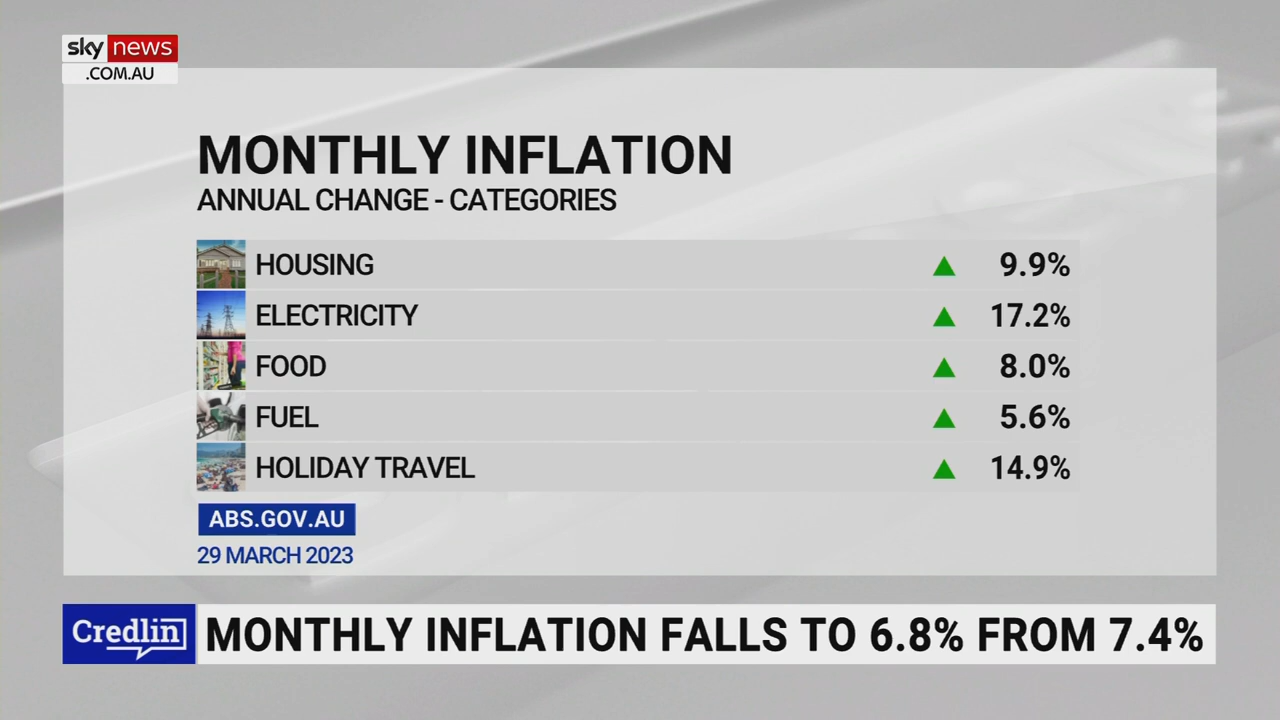 sky news
.COM.AU
MONTHLY INFLATION
ANNUAL CHANGE - CATEGORIES
HOUSING 9.9%
ELECTRICITY 17.2%
FOOD 8.0%
FUEL 5.6%
HOLIDAY TRAVEL 14.9%
ABS.GOV.AU
29 MARCH 2023
Credlin MONTHLY INFLATION FALLS TO 6.8% FROM 7.4%